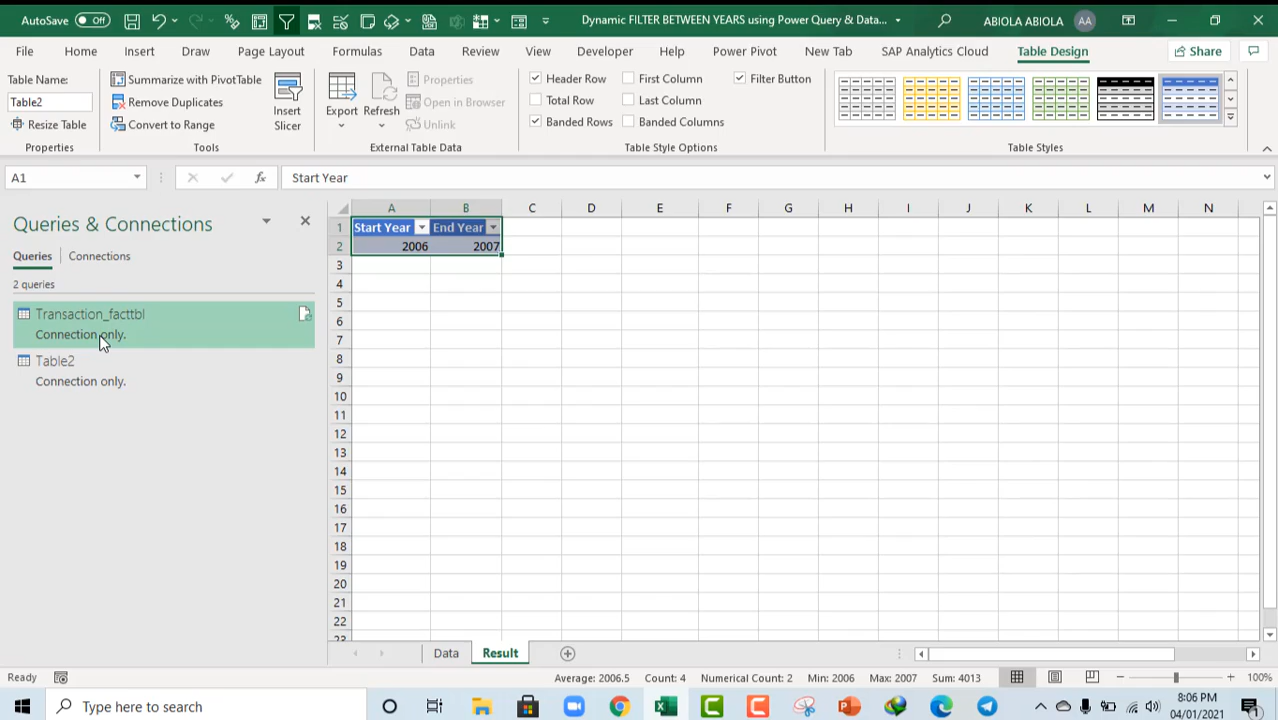 AutoSave Off Dynamic FILTER BETWEEN YEARS using Power Query & Data... ABIOLA ABIOLA AA
File Home Insert Draw Page Layout Formulas Data Review View Developer Help Power Pivot New Tab SAP Analytics Cloud Table Design Share
Table Name: Summarize with PivotTable Properties Header Row First Column Filter Button
Table2 Remove Duplicates Insert Slicer Export Refresh Open in Browser Total Row Last Column
Resize Table Convert to Range Unlink Banded Rows Banded Columns
Properties Tools External Table Data Table Style Options Table Styles
A1 fx Start Year
Queries & Connections
Queries Connections
2 queries
Transaction_facttbl
Connection only.
Table2
Connection only.
A B C D E F G H I J K L M N
1 Start Year End Year
2 2006 2007
3
4
5
6
7
8
9
10
11
12
13
14
15
16
17
18
19
20
21
22
23
Data Result
Ready Average: 2006.5 Count: 4 Numerical Count: 2 Min: 2006 Max: 2007 Sum: 4013 100%
Type here to search 8:06 PM
04/01/2021 1